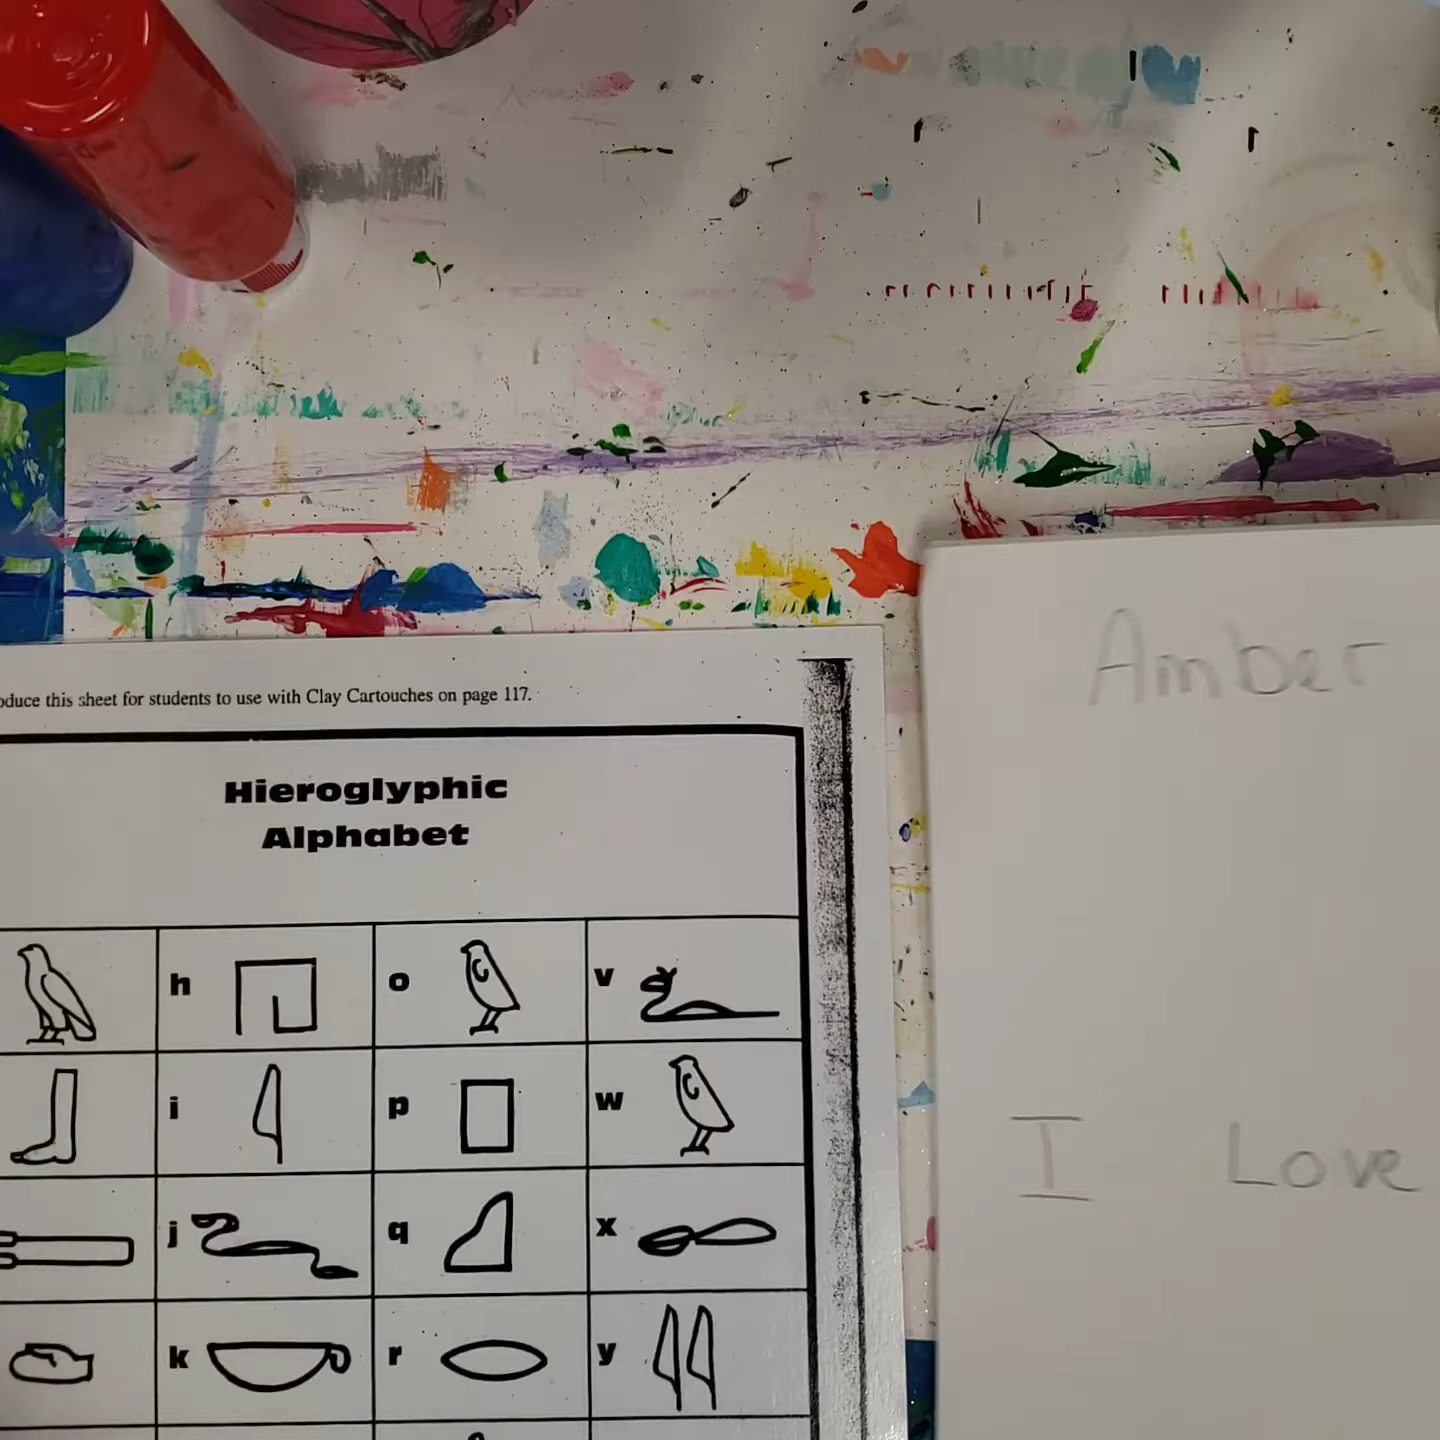 oduce this sheet for students to use with Clay Cartouches on page 117.
Hieroglyphic
Alphabet
h o v
i p w
j q x
k r y
Amber
I Love